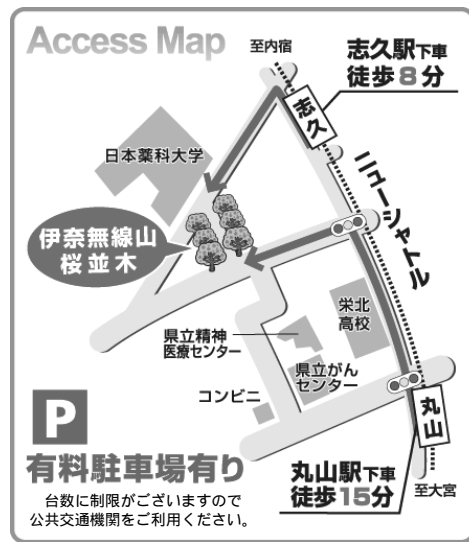 Access Map
至内宿
志久駅下車
徒歩8分
志久
日本薬科大学
ニューシャトル
伊奈無線山
桜並木
栄北
高校
県立精神
医療センター
県立がん
センター
コンビニ
丸山
P
有料駐車場有り
台数に制限がございますので
公共交通機関をご利用ください。
丸山駅下車
徒歩15分
至大宮